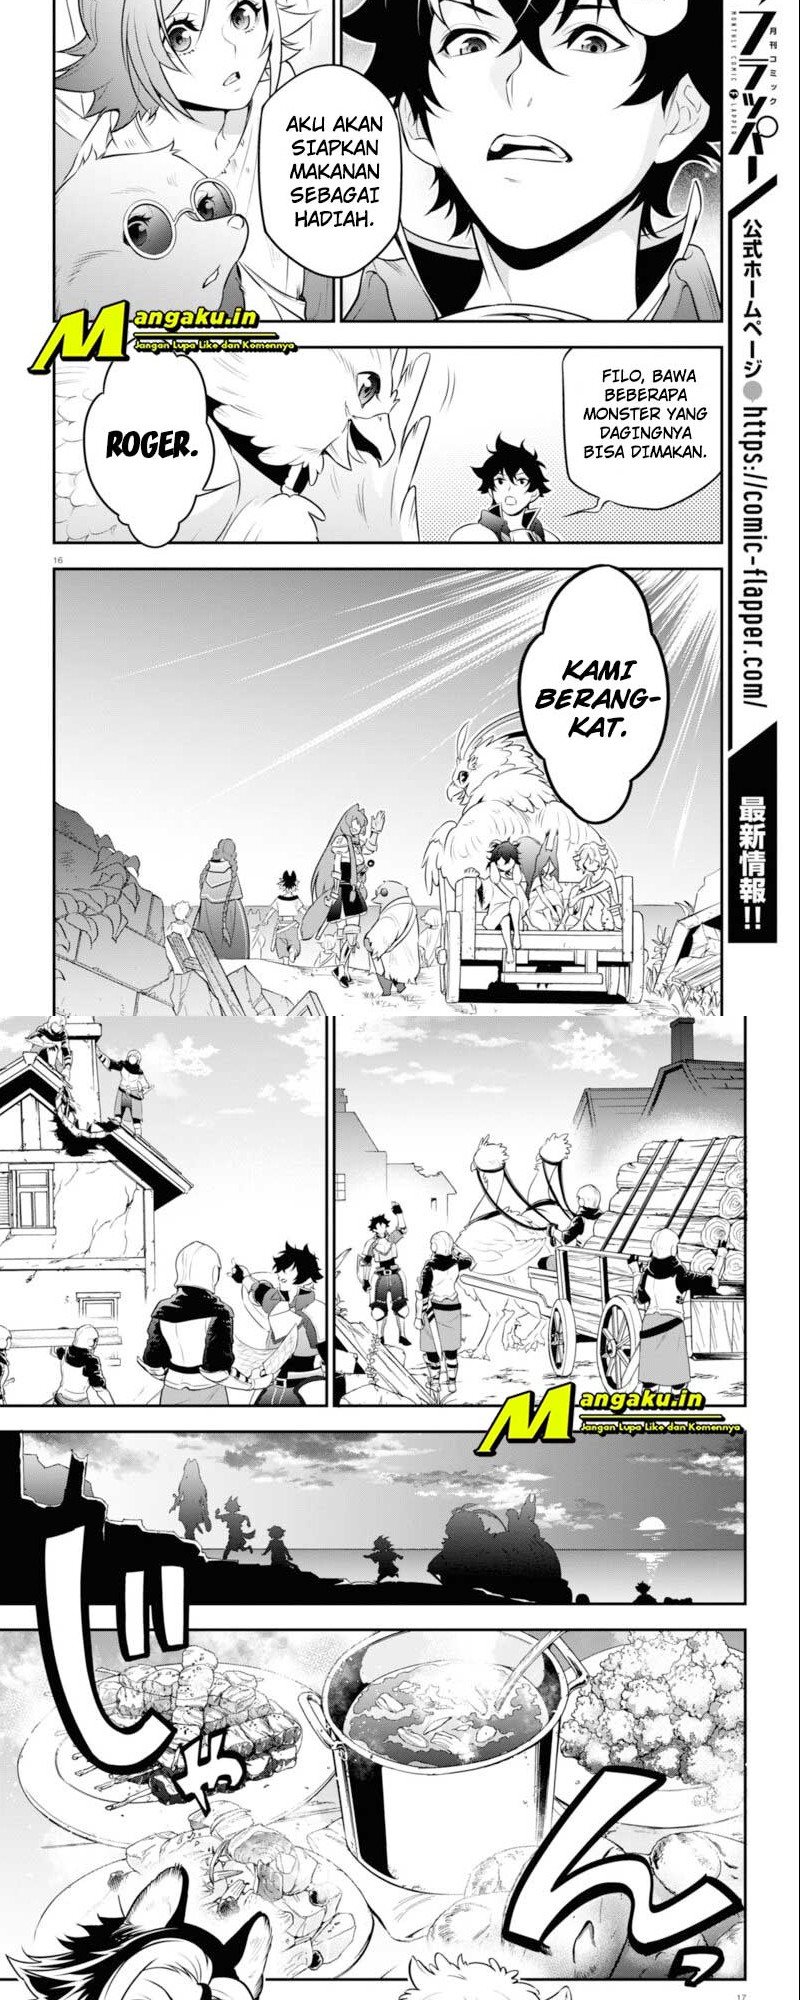 AKU AKAN
SIAPKAN
MAKANAN
SEBAGAI
HADIAH.
Mangaku.in
Jangan Lupa Like dan Komennya
FILO, BAWA
BEBERAPA
MONSTER YANG
DAGINGNYA
BISA DIMAKAN.
ROGER.
16
フラッパー
月刊コミック
MONTHLY COMIC FLAPPER
公式ホームページ●https://comic-flapper.com/
最新情報!!
KAMI
BERANG-
KAT.
Mangaku.in
Jangan Lupa Like dan Komennya
じゃーんっ
17